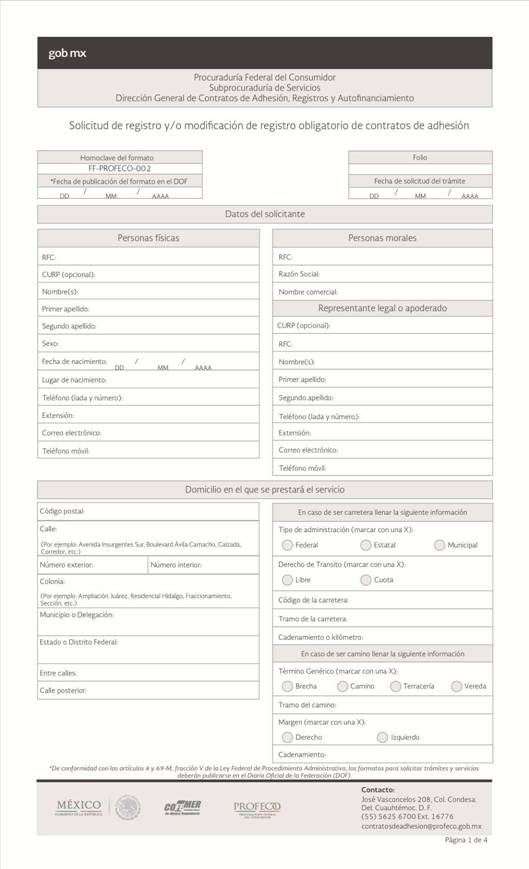 gob mx
Procuraduría Federal del Consumidor
Subprocuraduría de Servicios
Dirección General de Contratos de Adhesión, Registros y Autofinanciamiento
Solicitud de registro y/o modificación de registro obligatorio de contratos de adhesión
Homoclave del formato
FF-PROFECO-002
*Fecha de publicación del formato en el DOF
DD / MM / AAAA
Folio
Fecha de solicitud del trámite
DD / MM / AAAA
Datos del solicitante
Personas físicas
RFC:
CURP (opcional):
Nombre(s):
Primer apellido:
Segundo apellido:
Sexo:
Fecha de nacimiento: DD / MM / AAAA
Lugar de nacimiento:
Teléfono (lada y número):
Extensión:
Correo electrónico:
Teléfono móvil:
Personas morales
RFC:
Razón Social:
Nombre comercial:
Representante legal o apoderado
CURP (opcional):
RFC:
Nombre(s):
Primer apellido:
Segundo apellido:
Teléfono (lada y número):
Extensión:
Correo electrónico:
Teléfono móvil:
Domicilio en el que se prestará el servicio
Código postal:
Calle:
(Por ejemplo: Avenida Insurgentes Sur, Boulevard Ávila Camacho, Calzada,
Corredor, etc.)
Número exterior: Número interior:
Colonia:
(Por ejemplo: Ampliación Juárez, Residencial Hidalgo, Fraccionamiento,
Sección, etc.)
Municipio o Delegación:
Estado o Distrito Federal:
Entre calles:
Calle posterior:
En caso de ser carretera llenar la siguiente información
Tipo de administración (marcar con una X):
Federal Estatal Municipal
Derecho de Transito (marcar con una X):
Libre Cuota
Código de la carretera:
Tramo de la carretera:
Cadenamiento o kilómetro:
En caso de ser camino llenar la siguiente información
Término Genérico (marcar con una X):
Brecha Camino Terracería Vereda
Tramo del camino:
Margen (marcar con una X):
Derecho Izquierdo
Cadenamiento:
*De conformidad con los artículos 4 y 69-M, fracción V de la Ley Federal de Procedimiento Administrativo, los formatos para solicitar trámites y servicios
deberán publicarse en el Diario Oficial de la Federación (DOF).
MÉXICO
GOBIERNO DE LA REPÚBLICA
COFEMER
PROFECO
PROCURADURÍA FEDERAL
DEL CONSUMIDOR
Contacto:
José Vasconcelos 208, Col. Condesa,
Del. Cuauhtémoc, D. F.
(55) 5625 6700 Ext. 16776
contratosdeadhesion@profeco.gob.mx
Página 1 de 4